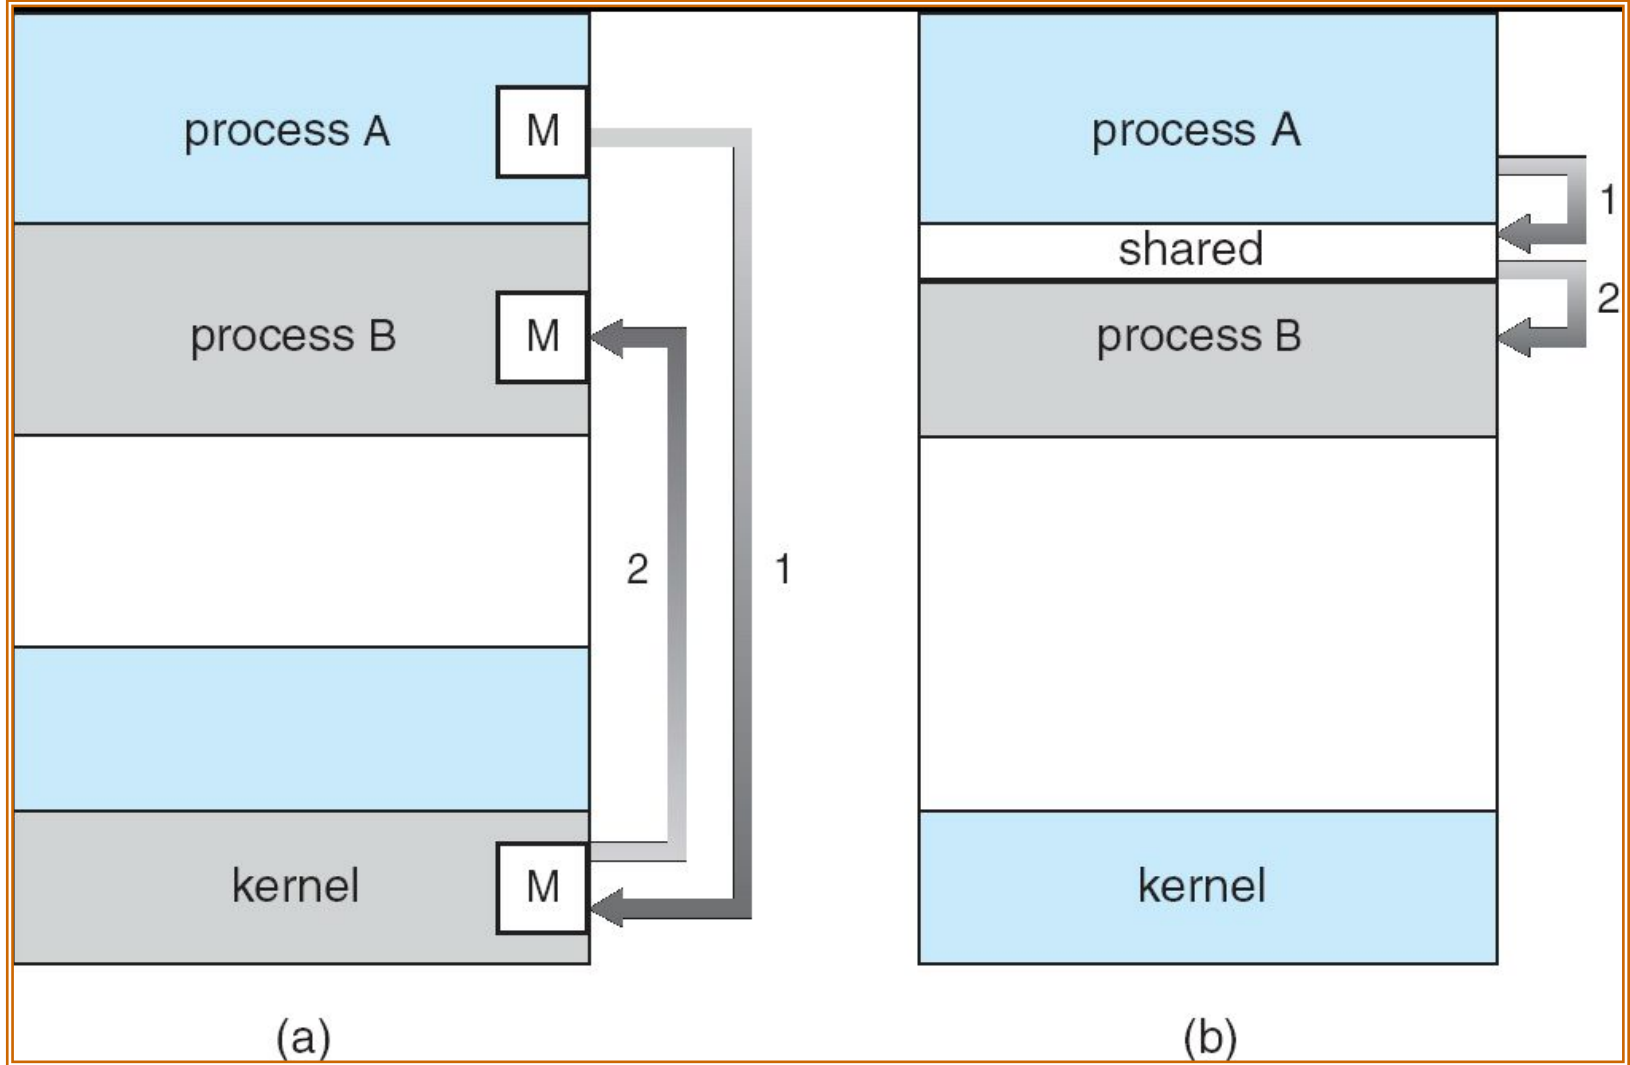 process A
M
process B
M
2
1
kernel
M
(a)
process A
1
shared
2
process B
kernel
(b)